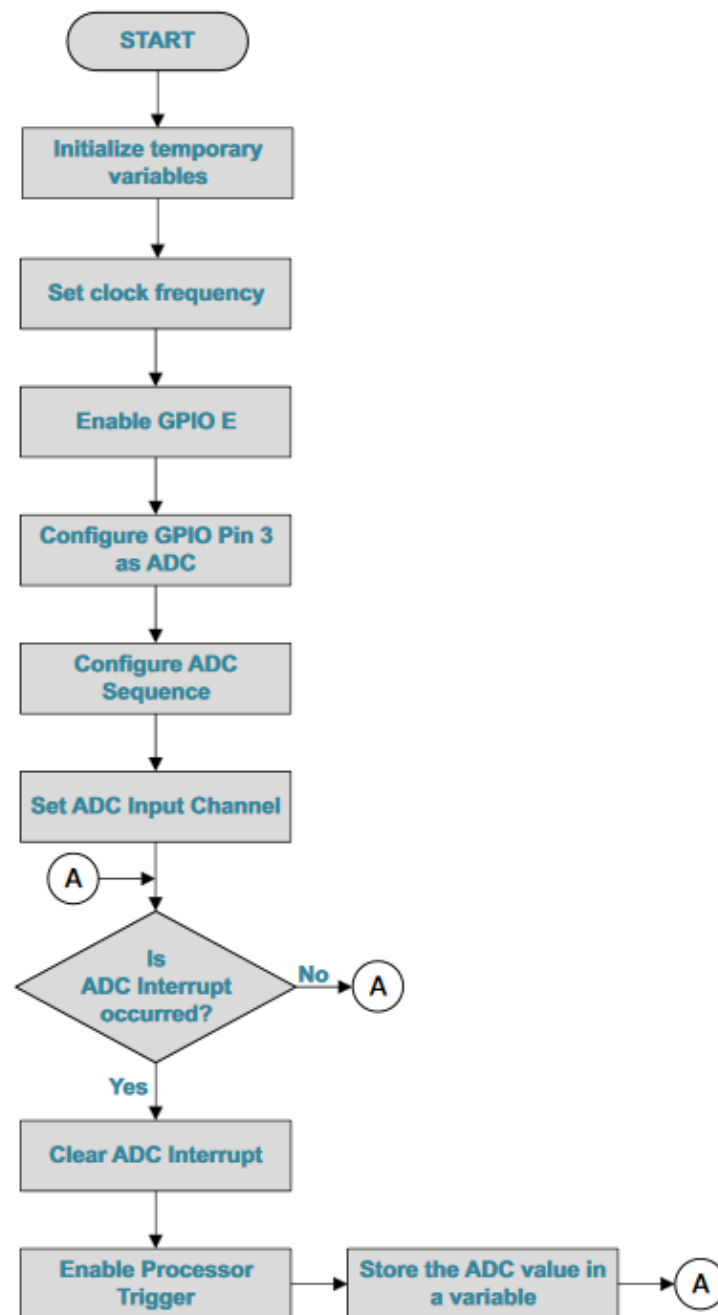 START
Initialize temporary
variables
Set clock frequency
Enable GPIO E
Configure GPIO Pin 3
as ADC
Configure ADC
Sequence
Set ADC Input Channel
A
Is
ADC Interrupt
occurred?
No
A
Yes
Clear ADC Interrupt
Enable Processor
Trigger
Store the ADC value in
a variable
A